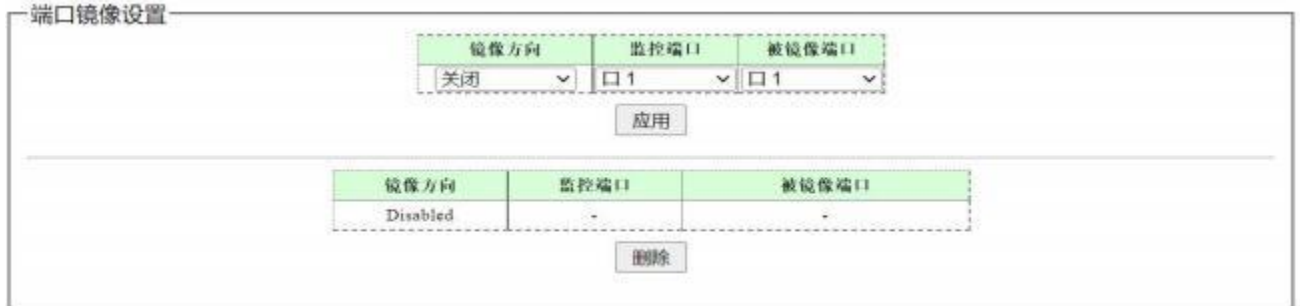 端口镜像设置
镜像方向 监控端口 被镜像端口
关闭 口 1 口 1
应用
镜像方向 监控端口 被镜像端口
Disabled - -
删除